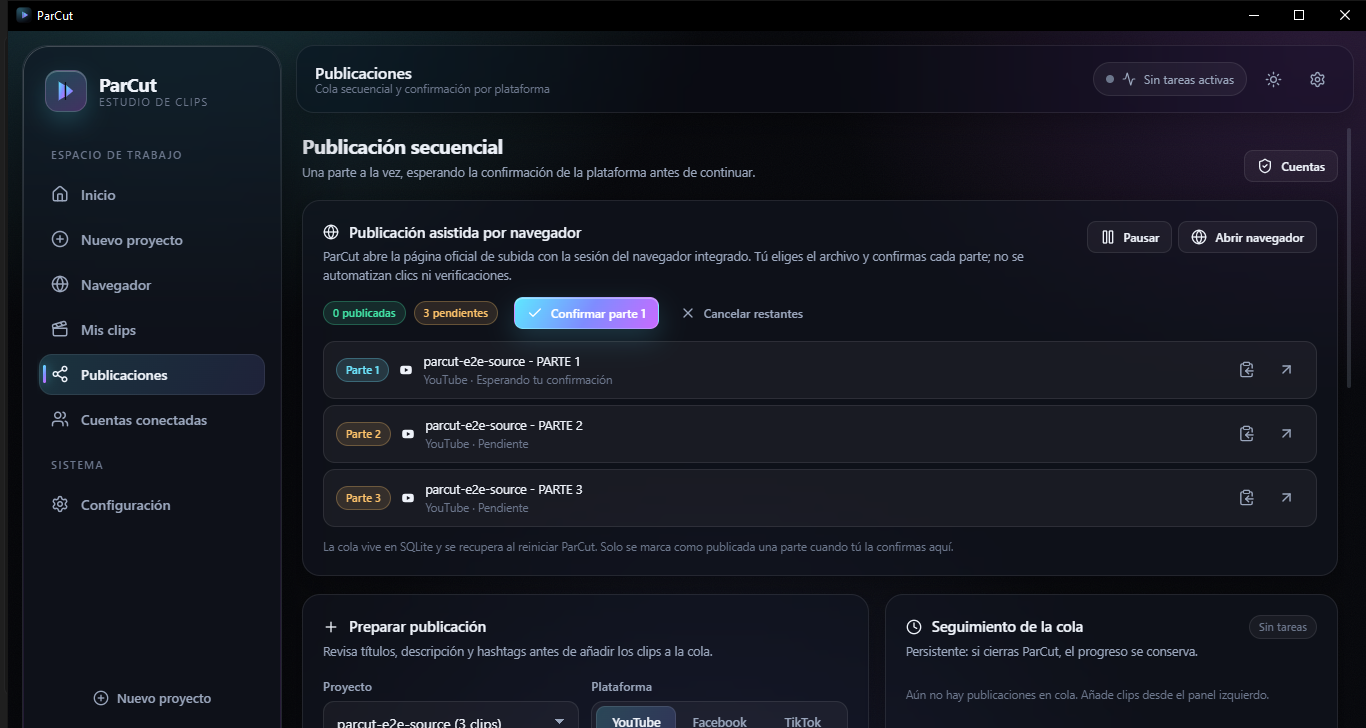 ParCut
ParCut
ESTUDIO DE CLIPS
ESPACIO DE TRABAJO
Inicio
Nuevo proyecto
Navegador
Mis clips
Publicaciones
Cuentas conectadas
SISTEMA
Configuración
Nuevo proyecto
Publicaciones
Cola secuencial y confirmación por plataforma
Sin tareas activas
Publicación secuencial
Una parte a la vez, esperando la confirmación de la plataforma antes de continuar.
Cuentas
Publicación asistida por navegador
ParCut abre la página oficial de subida con la sesión del navegador integrado. Tú eliges el archivo y confirmas cada parte; no se
automatizan clics ni verificaciones.
Pausar
Abrir navegador
0 publicadas
3 pendientes
Confirmar parte 1
Cancelar restantes
Parte 1
parcut-e2e-source - PARTE 1
YouTube · Esperando tu confirmación
Parte 2
parcut-e2e-source - PARTE 2
YouTube · Pendiente
Parte 3
parcut-e2e-source - PARTE 3
YouTube · Pendiente
La cola vive en SQLite y se recupera al reiniciar ParCut. Solo se marca como publicada una parte cuando tú la confirmas aquí.
Preparar publicación
Revisa títulos, descripción y hashtags antes de añadir los clips a la cola.
Proyecto
parcut-e2e-source (3 clips)
Plataforma
YouTube
Facebook
TikTok
Seguimiento de la cola
Sin tareas
Persistente: si cierras ParCut, el progreso se conserva.
Aún no hay publicaciones en cola. Añade clips desde el panel izquierdo.